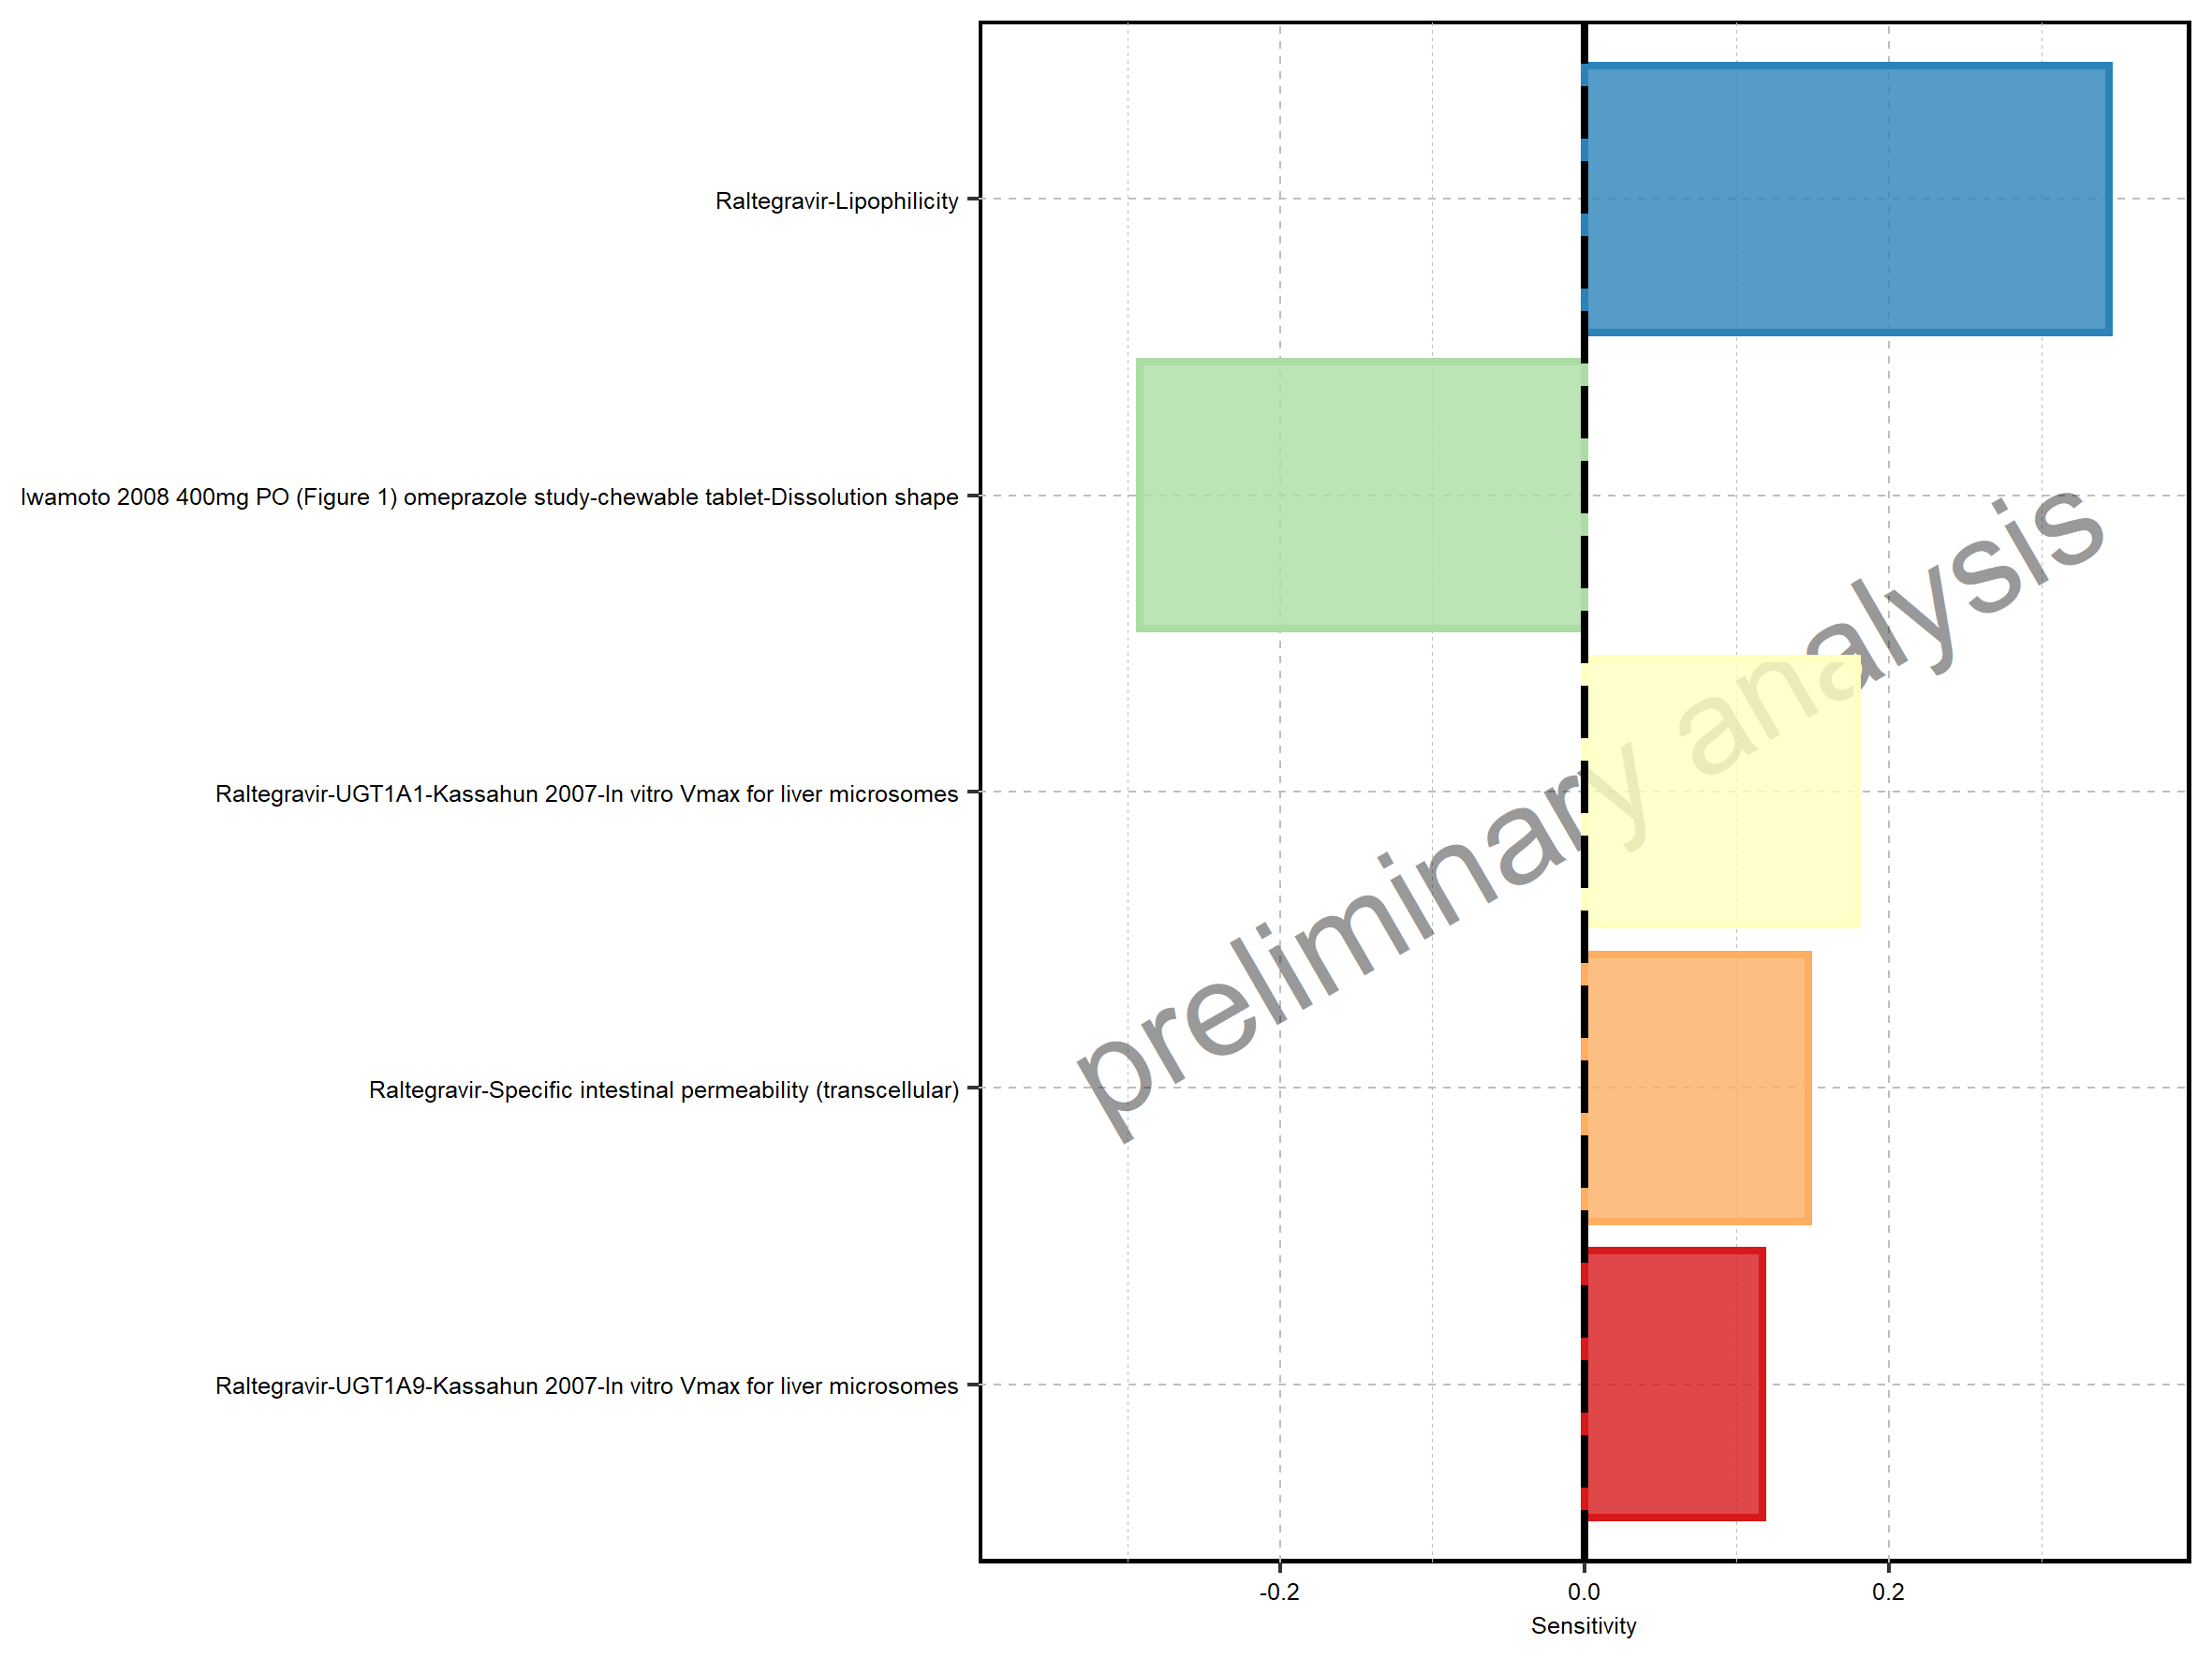 Raltegravir-Lipophilicity
Iwamoto 2008 400mg PO (Figure 1) omeprazole study-chewable tablet-Dissolution shape
Raltegravir-UGT1A1-Kassahun 2007-In vitro Vmax for liver microsomes
Raltegravir-Specific intestinal permeability (transcellular)
Raltegravir-UGT1A9-Kassahun 2007-In vitro Vmax for liver microsomes
preliminary analysis
-0.2 0.0 0.2
Sensitivity